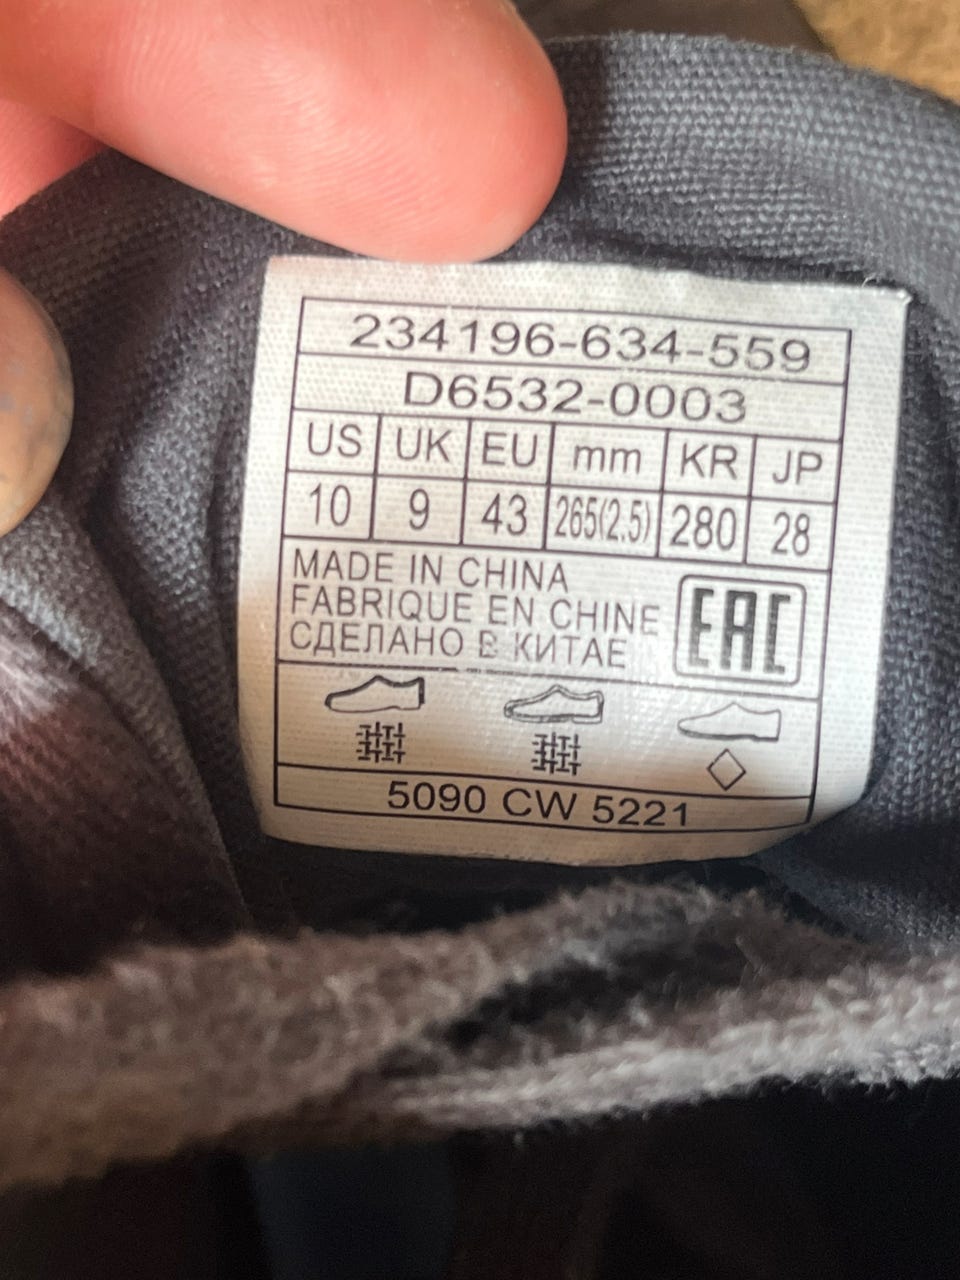 234196-634-559
D6532-0003
US UK EU mm KR JP
10 9 43 265(2.5) 280 28
MADE IN CHINA
FABRIQUE EN CHINE
СДЕЛАНО В КИТАЕ
EAC
5090 CW 5221